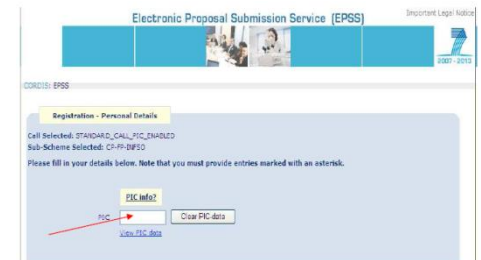 Electronic Proposal Submission Service (EPSS)
Important Legal Notice
2007 - 2013
CORDIS: EPSS
Registration - Personal Details
Call Selected: STANDARD_CALL_PIC_ENABLED
Sub-Scheme Selected: CP-FP-INFSO
Please fill in your details below. Note that you must provide entries marked with an asterisk.
PIC info?
PIC
Clear PIC-data
View PIC data